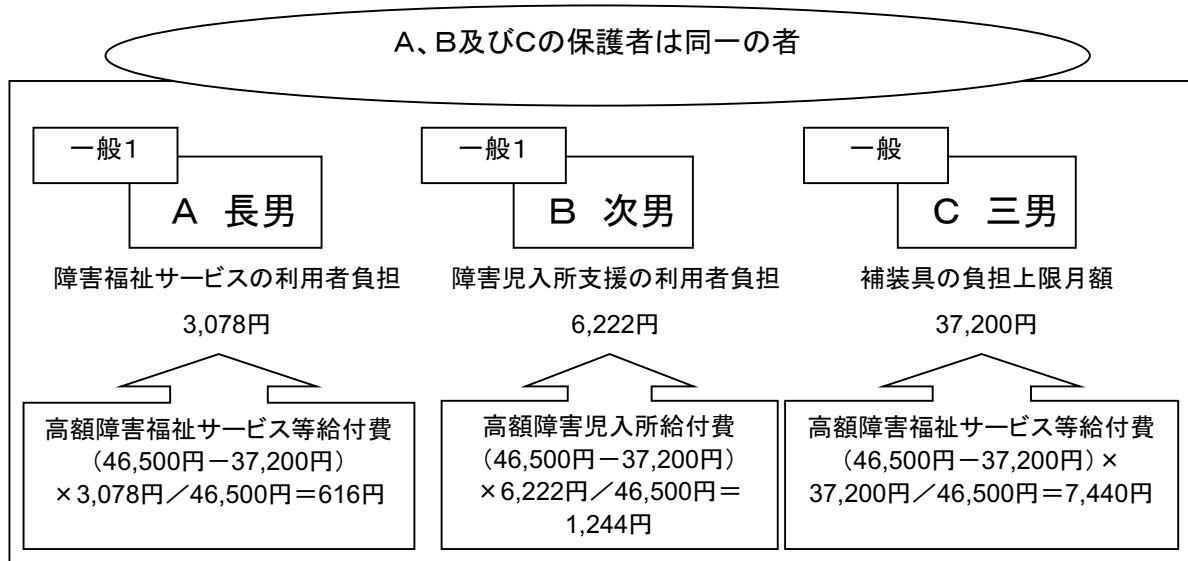 A、B及びCの保護者は同一の者
一般1
A 長男
障害福祉サービスの利用者負担
3,078円
高額障害福祉サービス等給付費
(46,500円-37,200円)
×3,078円/46,500円=616円
一般1
B 次男
障害児入所支援の利用者負担
6,222円
高額障害児入所給付費
(46,500円-37,200円)
×6,222円/46,500円=
1,244円
一般
C 三男
補装具の負担上限月額
37,200円
高額障害福祉サービス等給付費
(46,500円-37,200円)×
37,200円/46,500円=7,440円